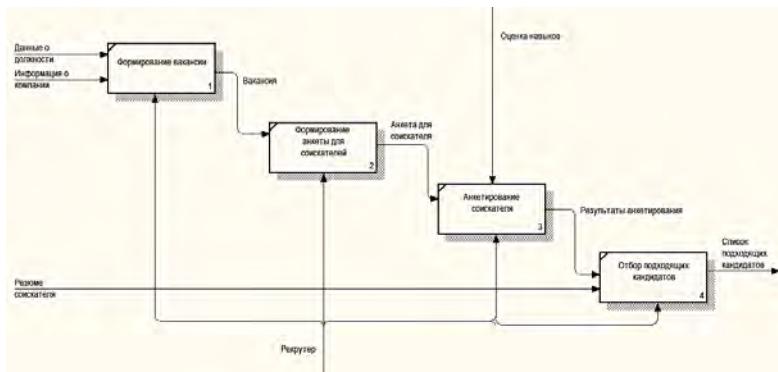 Данные о
должности
Информация о
компании
Формирование вакансии
1
Вакансия
Оценка навыков
Формирование
анкеты для
соискателей
2
Анкета для
соискателя
Анкетирование
соискателя
3
Результаты анкетирования
Список
подходящих
кандидатов
Отбор подходящих
кандидатов
4
Резюме
соискателя
Рекрутер